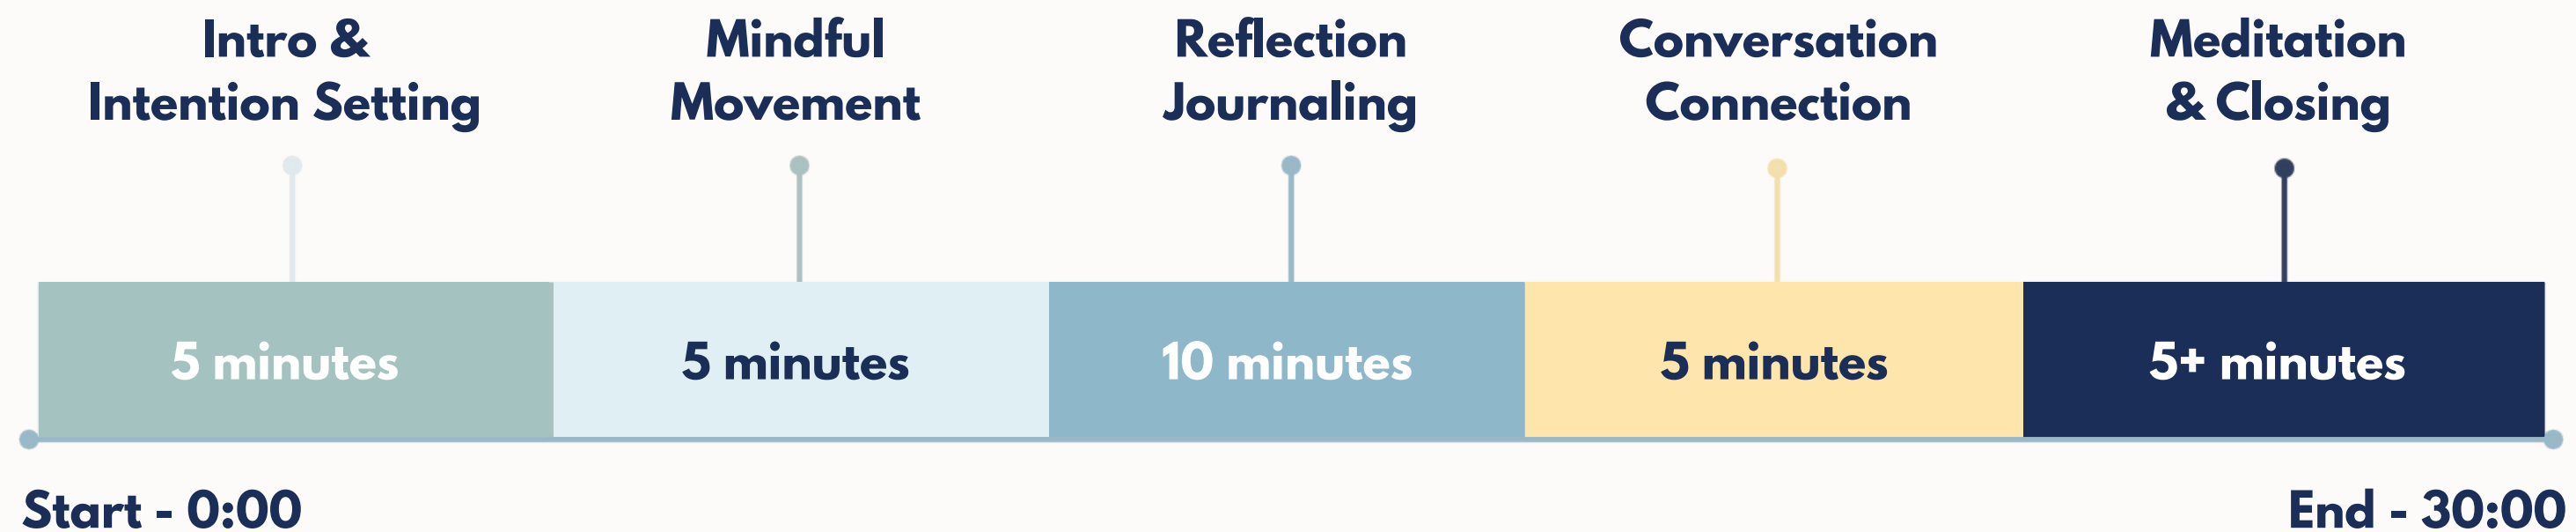 Intro &
Intention Setting
Mindful
Movement
Reflection
Journaling
Conversation
Connection
Meditation
& Closing
5 minutes
5 minutes
10 minutes
5 minutes
5+ minutes
Start - 0:00
End - 30:00